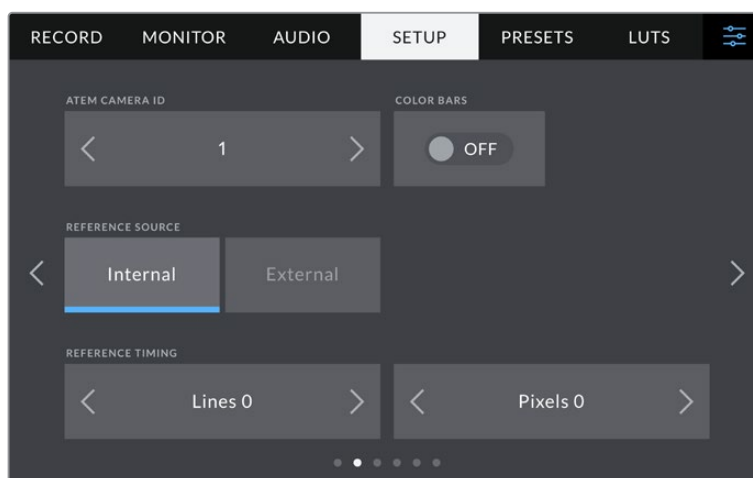 RECORD MONITOR AUDIO SETUP PRESETS LUTS
ATEM CAMERA ID COLOR BARS
1 OFF
REFERENCE SOURCE
Internal External
REFERENCE TIMING
Lines 0 Pixels 0